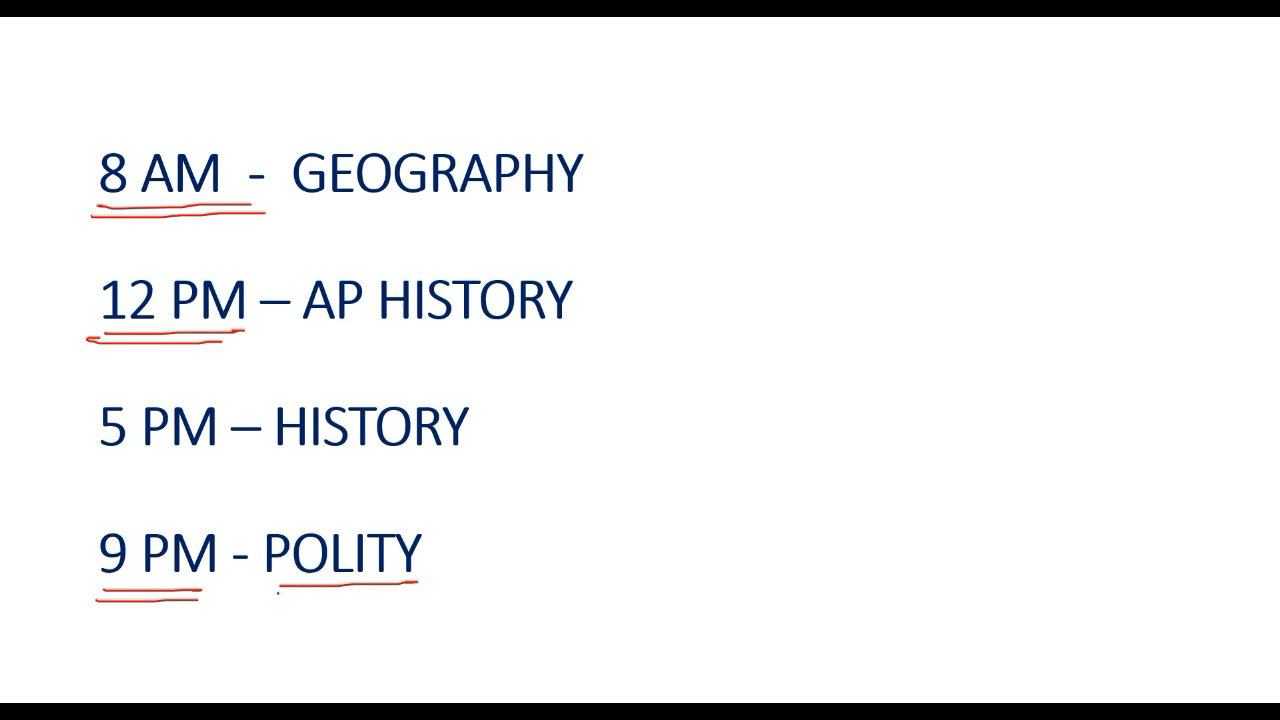 8 AM - GEOGRAPHY
12 PM – AP HISTORY
5 PM – HISTORY
9 PM - POLITY